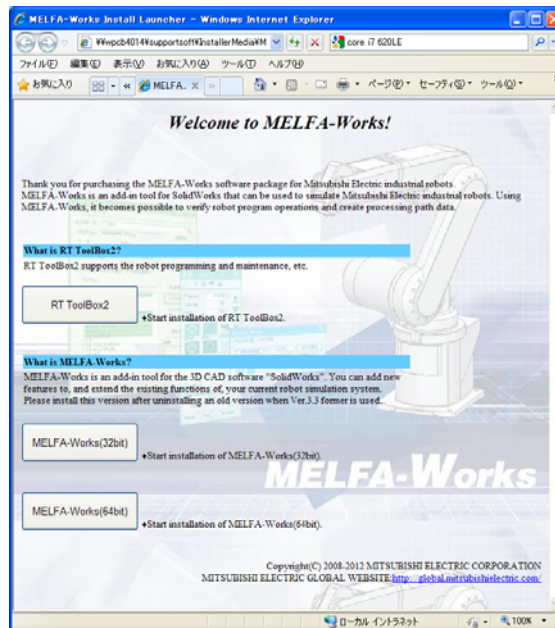 MELFA-Works Install Launcher - Windows Internet Explorer
core i7 620LE
ファイル(F) 編集(E) 表示(V) お気に入り(A) ツール(T) ヘルプ(H)
お気に入り MELFA... ページ(P) セーフティ(S) ツール(O)
Welcome to MELFA-Works!
Thank you for purchasing the MELFA-Works software package for Mitsubishi Electric industrial robots.
MELFA-Works is an add-in tool for SolidWorks that can be used to simulate Mitsubishi Electric industrial robots. Using
MELFA-Works, it becomes possible to verify robot program operations and create processing path data.
What is RT ToolBox2?
RT ToolBox2 supports the robot programming and maintenance, etc.
RT ToolBox2
♦Start installation of RT ToolBox2.
What is MELFA-Works?
MELFA-Works is an add-in tool for the 3D CAD software "SolidWorks". You can add new
features to, and extend the existing functions of, your current robot simulation system.
Please install this version after uninstalling an old version when Ver.3.3 former is used.
MELFA-Works(32bit)
♦Start installation of MELFA-Works(32bit).
MELFA-Works
MELFA-Works(64bit)
♦Start installation of MELFA-Works(64bit).
Copyright(C) 2008-2012 MITSUBISHI ELECTRIC CORPORATION
MITSUBISHI ELECTRIC GLOBAL WEBSITE:http://global.mitsubishielectric.com/
ローカル イントラネット 100%